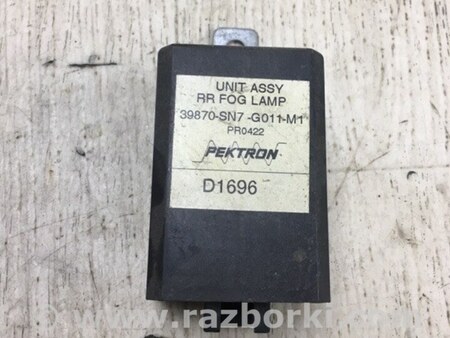 UNIT ASSY
RR FOG LAMP
39870-SN7-G011-M1
PR0422
PEKTRON
D1696
www.razborki